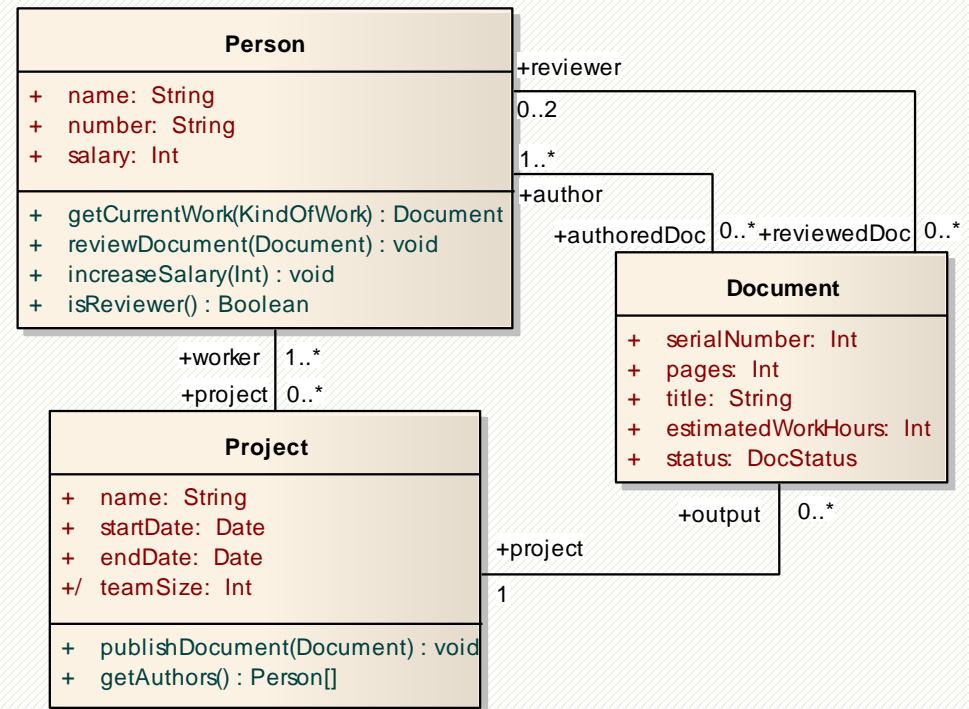 Person
+ name: String
+ number: String
+ salary: Int
+ getCurrentWork(KindOfWork) : Document
+ reviewDocument(Document) : void
+ increaseSalary(Int) : void
+ isReviewer() : Boolean
+reviewer
0..2
1..*
+author
+authoredDoc 0..* +reviewedDoc 0..*
Document
+ serialNumber: Int
+ pages: Int
+ title: String
+ estimatedWorkHours: Int
+ status: DocStatus
+worker 1..*
+project 0..*
Project
+ name: String
+ startDate: Date
+ endDate: Date
+/ teamSize: Int
+ publishDocument(Document) : void
+ getAuthors() : Person[]
+output 0..*
+project
1